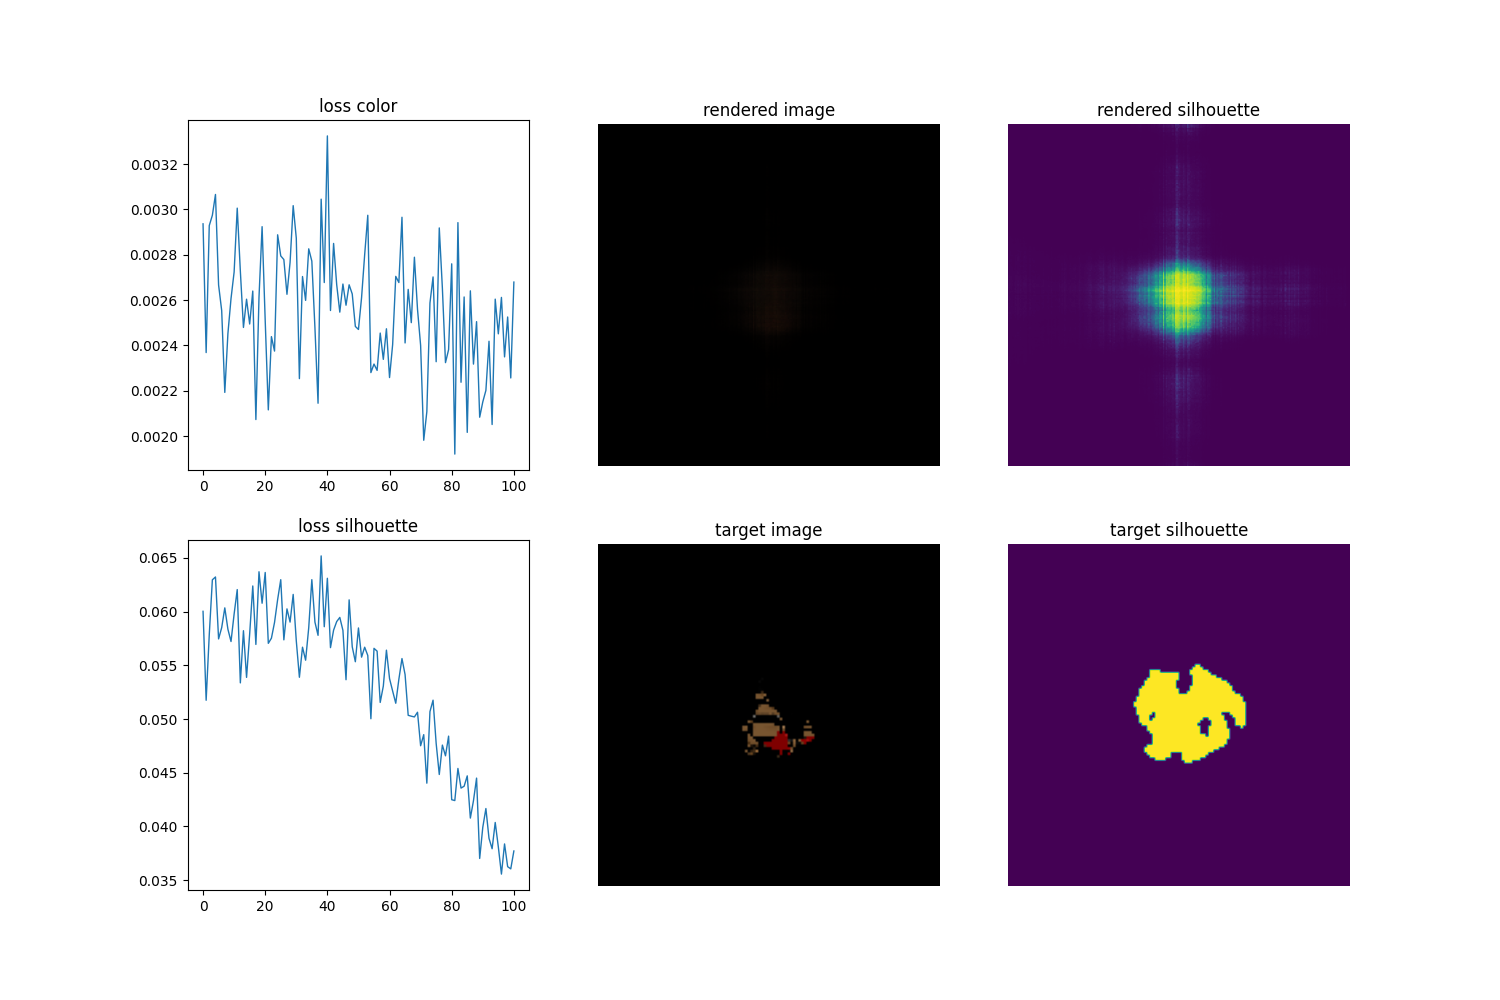 loss color
rendered image
rendered silhouette
0.0032
0.0030
0.0028
0.0026
0.0024
0.0022
0.0020
0 20 40 60 80 100
loss silhouette
target image
target silhouette
0.065
0.060
0.055
0.050
0.045
0.040
0.035
0 20 40 60 80 100